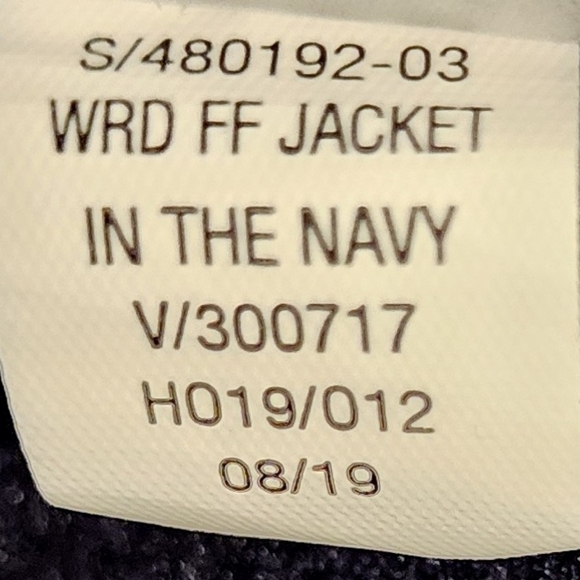 S/480192-03
WRD FF JACKET
IN THE NAVY
V/300717
H019/012
08/19